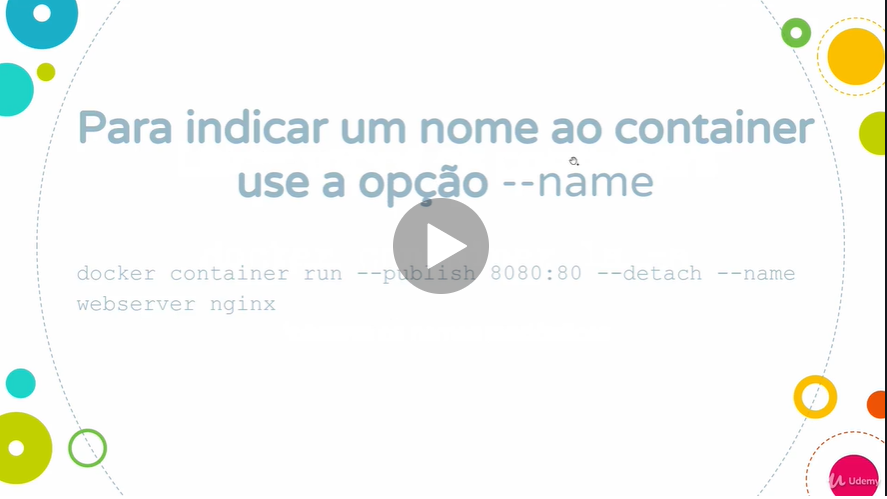 Para indicar um nome ao container
use a opção --name
docker container run --publish 8080:80 --detach --name
webserver nginx
Udemy